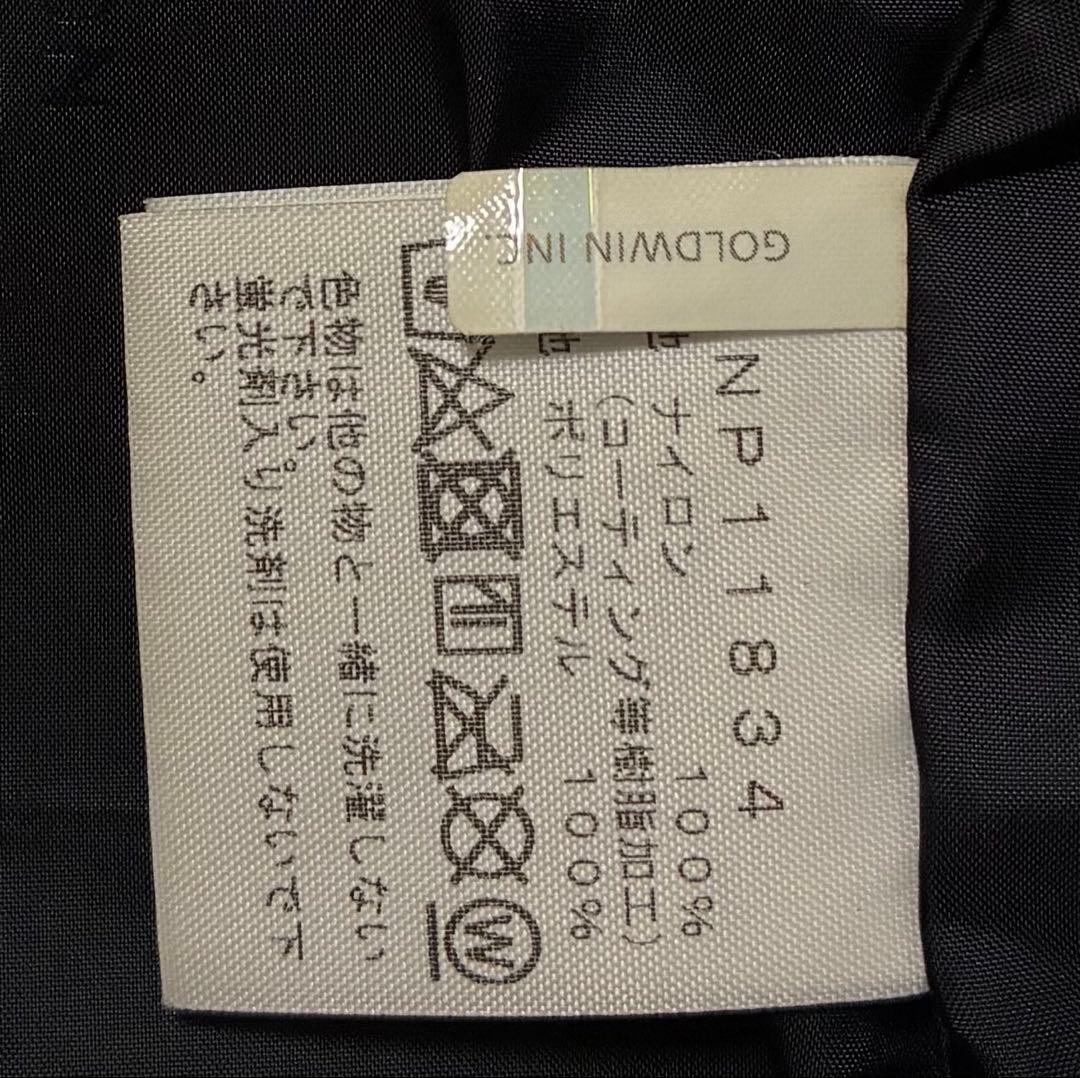 GOLDWIN INC.
NP11834
地 ナイロン 100%
(コーティング等樹脂加工)
地 ポリエステル 100%
W
色物は他の物と一緒に洗濯しない
で下さい。
蛍光剤入り洗剤は使用しないで下
さい。